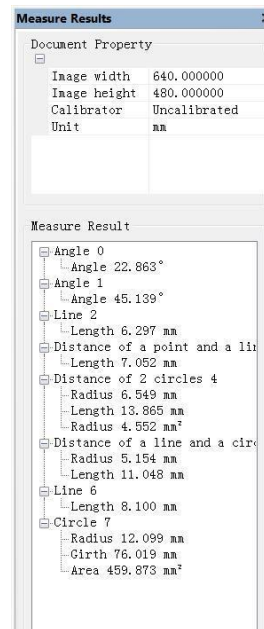 Measure Results
Document Property
Image width 640.000000
Image height 480.000000
Calibrator Uncalibrated
Unit mm
Measure Result
Angle 0
Angle 22.863°
Angle 1
Angle 45.139°
Line 2
Length 6.297 mm
Distance of a point and a lin
Length 7.052 mm
Distance of 2 circles 4
Radius 6.549 mm
Length 13.865 mm
Radius 4.552 mm²
Distance of a line and a circ
Radius 5.154 mm
Length 11.048 mm
Line 6
Length 8.100 mm
Circle 7
Radius 12.099 mm
Girth 76.019 mm
Area 459.873 mm²